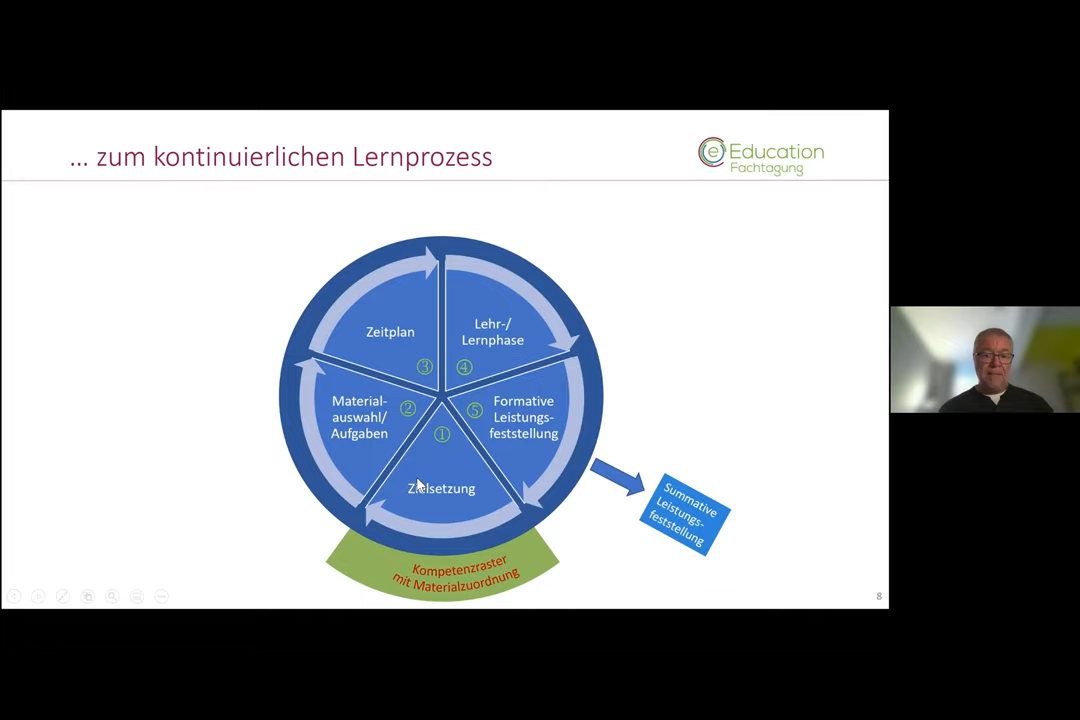 ... zum kontinuierlichen Lernprozess
e Education
Fachtagung
Zeitplan
③
Lehr-/
Lernphase
④
Material-
auswahl/
Aufgaben
②
Formative
Leistungs-
feststellung
⑤
①
Zielsetzung
Summative
Leistungs-
feststellung
Kompetenzraster
mit Materialzuordnung
8